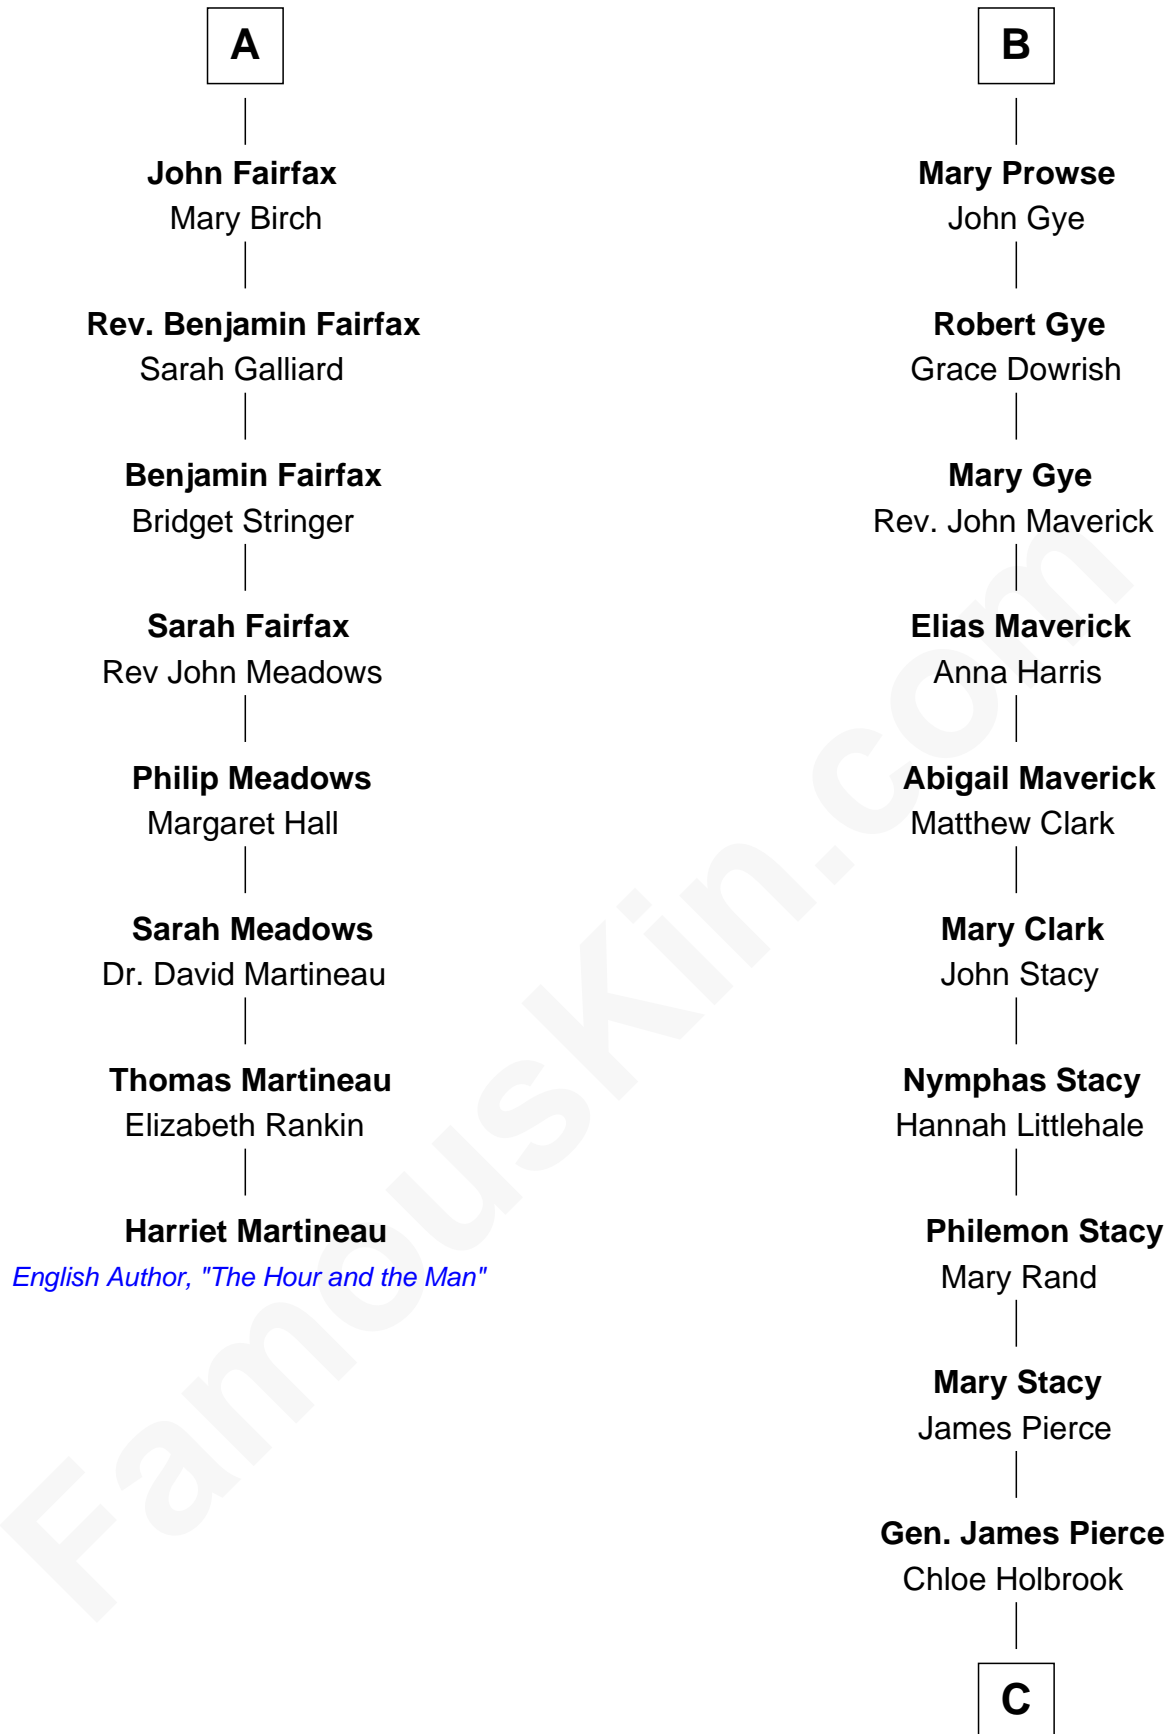 A
John Fairfax
Mary Birch
Rev. Benjamin Fairfax
Sarah Galliard
Benjamin Fairfax
Bridget Stringer
Sarah Fairfax
Rev John Meadows
Philip Meadows
Margaret Hall
Sarah Meadows
Dr. David Martineau
Thomas Martineau
Elizabeth Rankin
Harriet Martineau
English Author, "The Hour and the Man"
B
Mary Prowse
John Gye
Robert Gye
Grace Dowrish
Mary Gye
Rev. John Maverick
Elias Maverick
Anna Harris
Abigail Maverick
Matthew Clark
Mary Clark
John Stacy
Nymphas Stacy
Hannah Littlehale
Philemon Stacy
Mary Rand
Mary Stacy
James Pierce
Gen. James Pierce
Chloe Holbrook
C
FamousKin.com